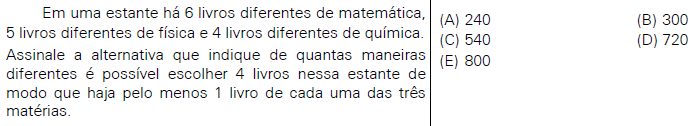 Em uma estante há 6 livros diferentes de matemática,
5 livros diferentes de física e 4 livros diferentes de química.
Assinale a alternativa que indique de quantas maneiras
diferentes é possível escolher 4 livros nessa estante de
modo que haja pelo menos 1 livro de cada uma das três
matérias.
(A) 240 (B) 300
(C) 540 (D) 720
(E) 800